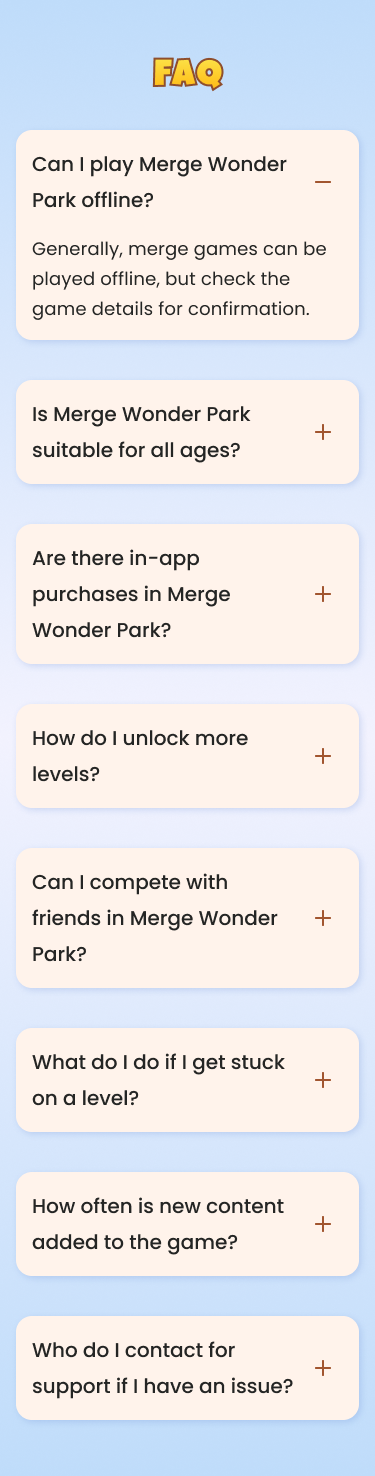 FAQ
Can I play Merge Wonder
Park offline?
Generally, merge games can be
played offline, but check the
game details for confirmation.
Is Merge Wonder Park
suitable for all ages?
Are there in-app
purchases in Merge
Wonder Park?
How do I unlock more
levels?
Can I compete with
friends in Merge Wonder
Park?
What do I do if I get stuck
on a level?
How often is new content
added to the game?
Who do I contact for
support if I have an issue?